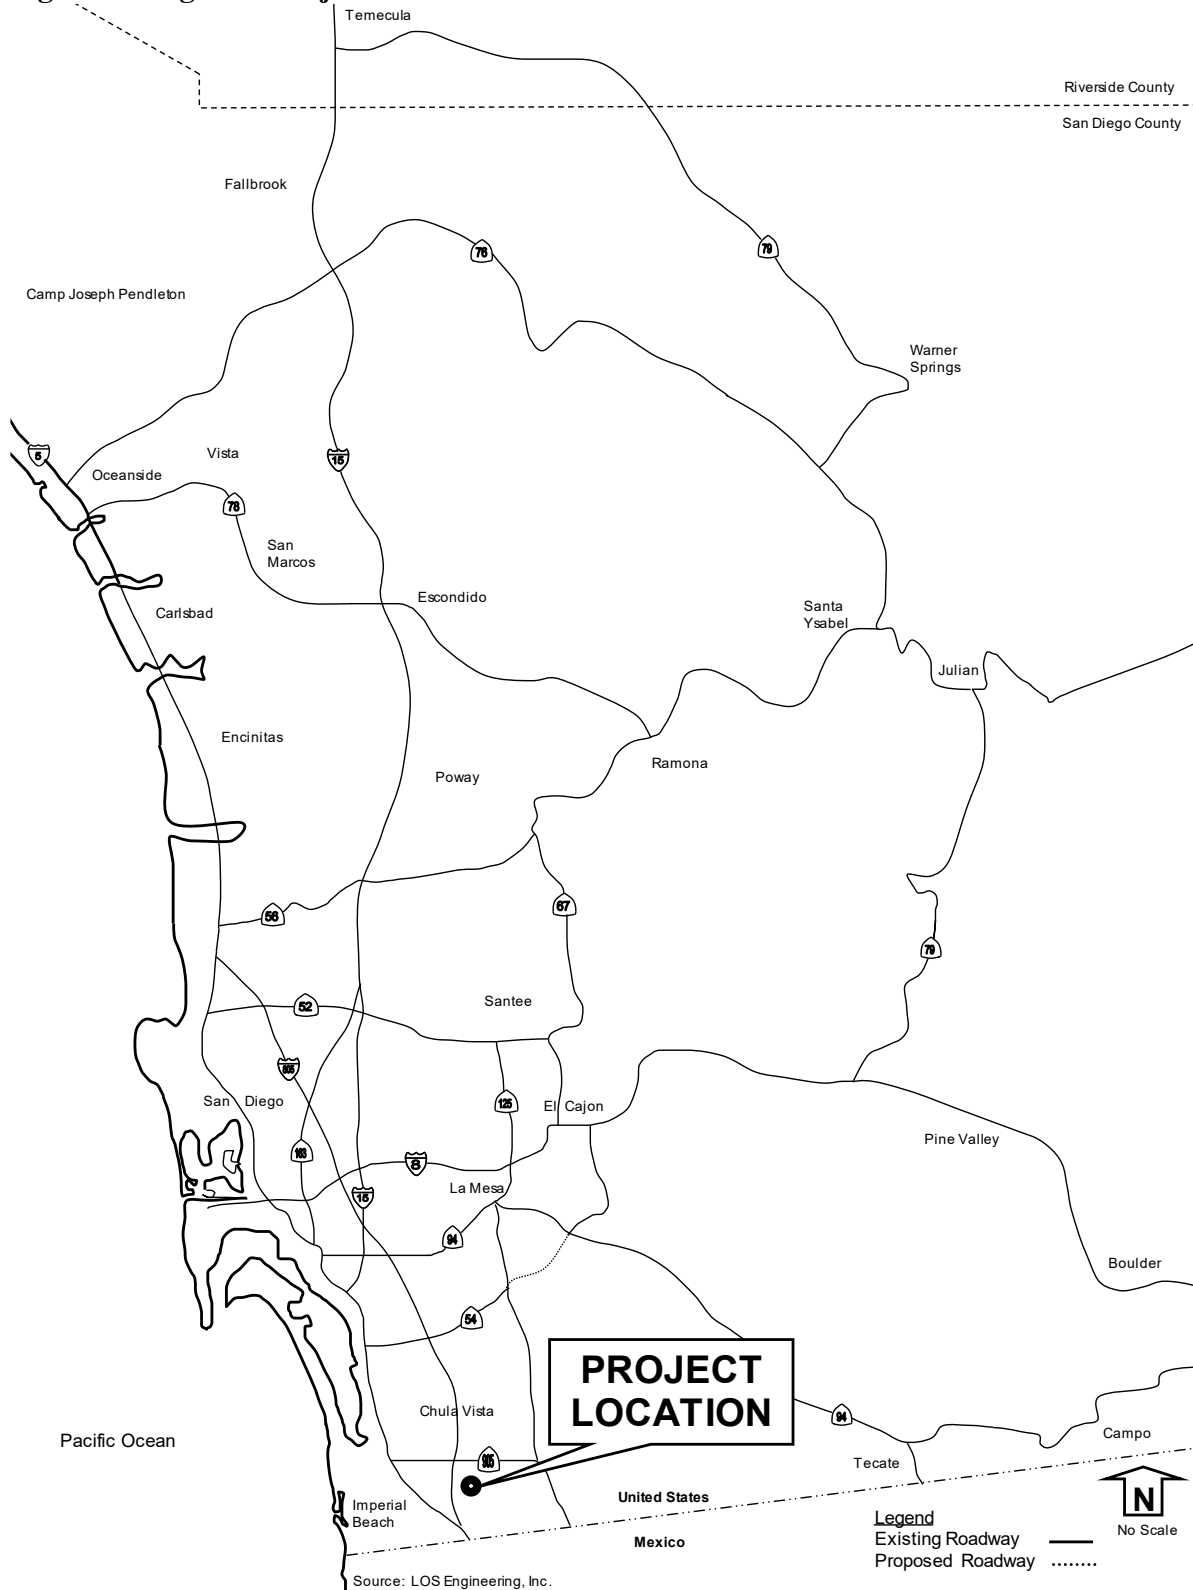 Temecula
Riverside County
San Diego County
Fallbrook
76
79
Camp Joseph Pendleton
Warner
Springs
5
Vista
15
Oceanside
78
San
Marcos
Escondido
Carlsbad
Santa
Ysabel
Julian
Encinitas
Ramona
Poway
67
56
79
Santee
52
805
San Diego
125
El Cajon
Pine Valley
163
8
La Mesa
15
94
Boulder
54
PROJECT
LOCATION
Chula Vista
94
Pacific Ocean
Campo
905
Tecate
United States
Imperial
Beach
N
No Scale
Mexico
Legend
Existing Roadway
Proposed Roadway
Source: LOS Engineering, Inc.